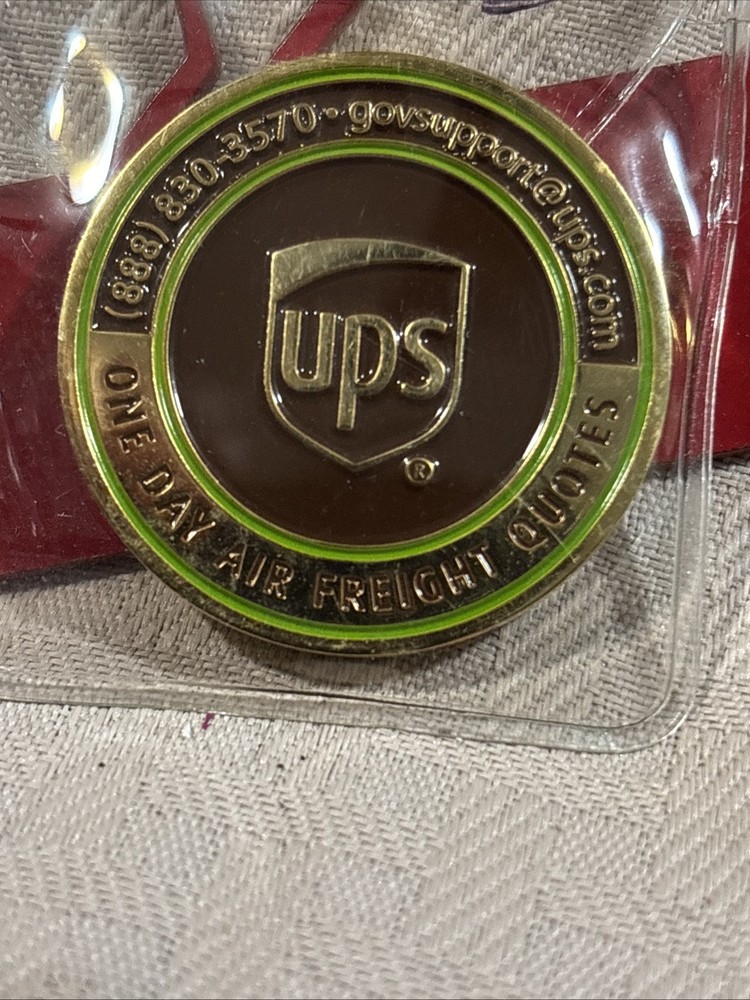 (888) 830-3570 • govsupport@ups.com
ups
®
ONE DAY AIR FREIGHT QUOTES